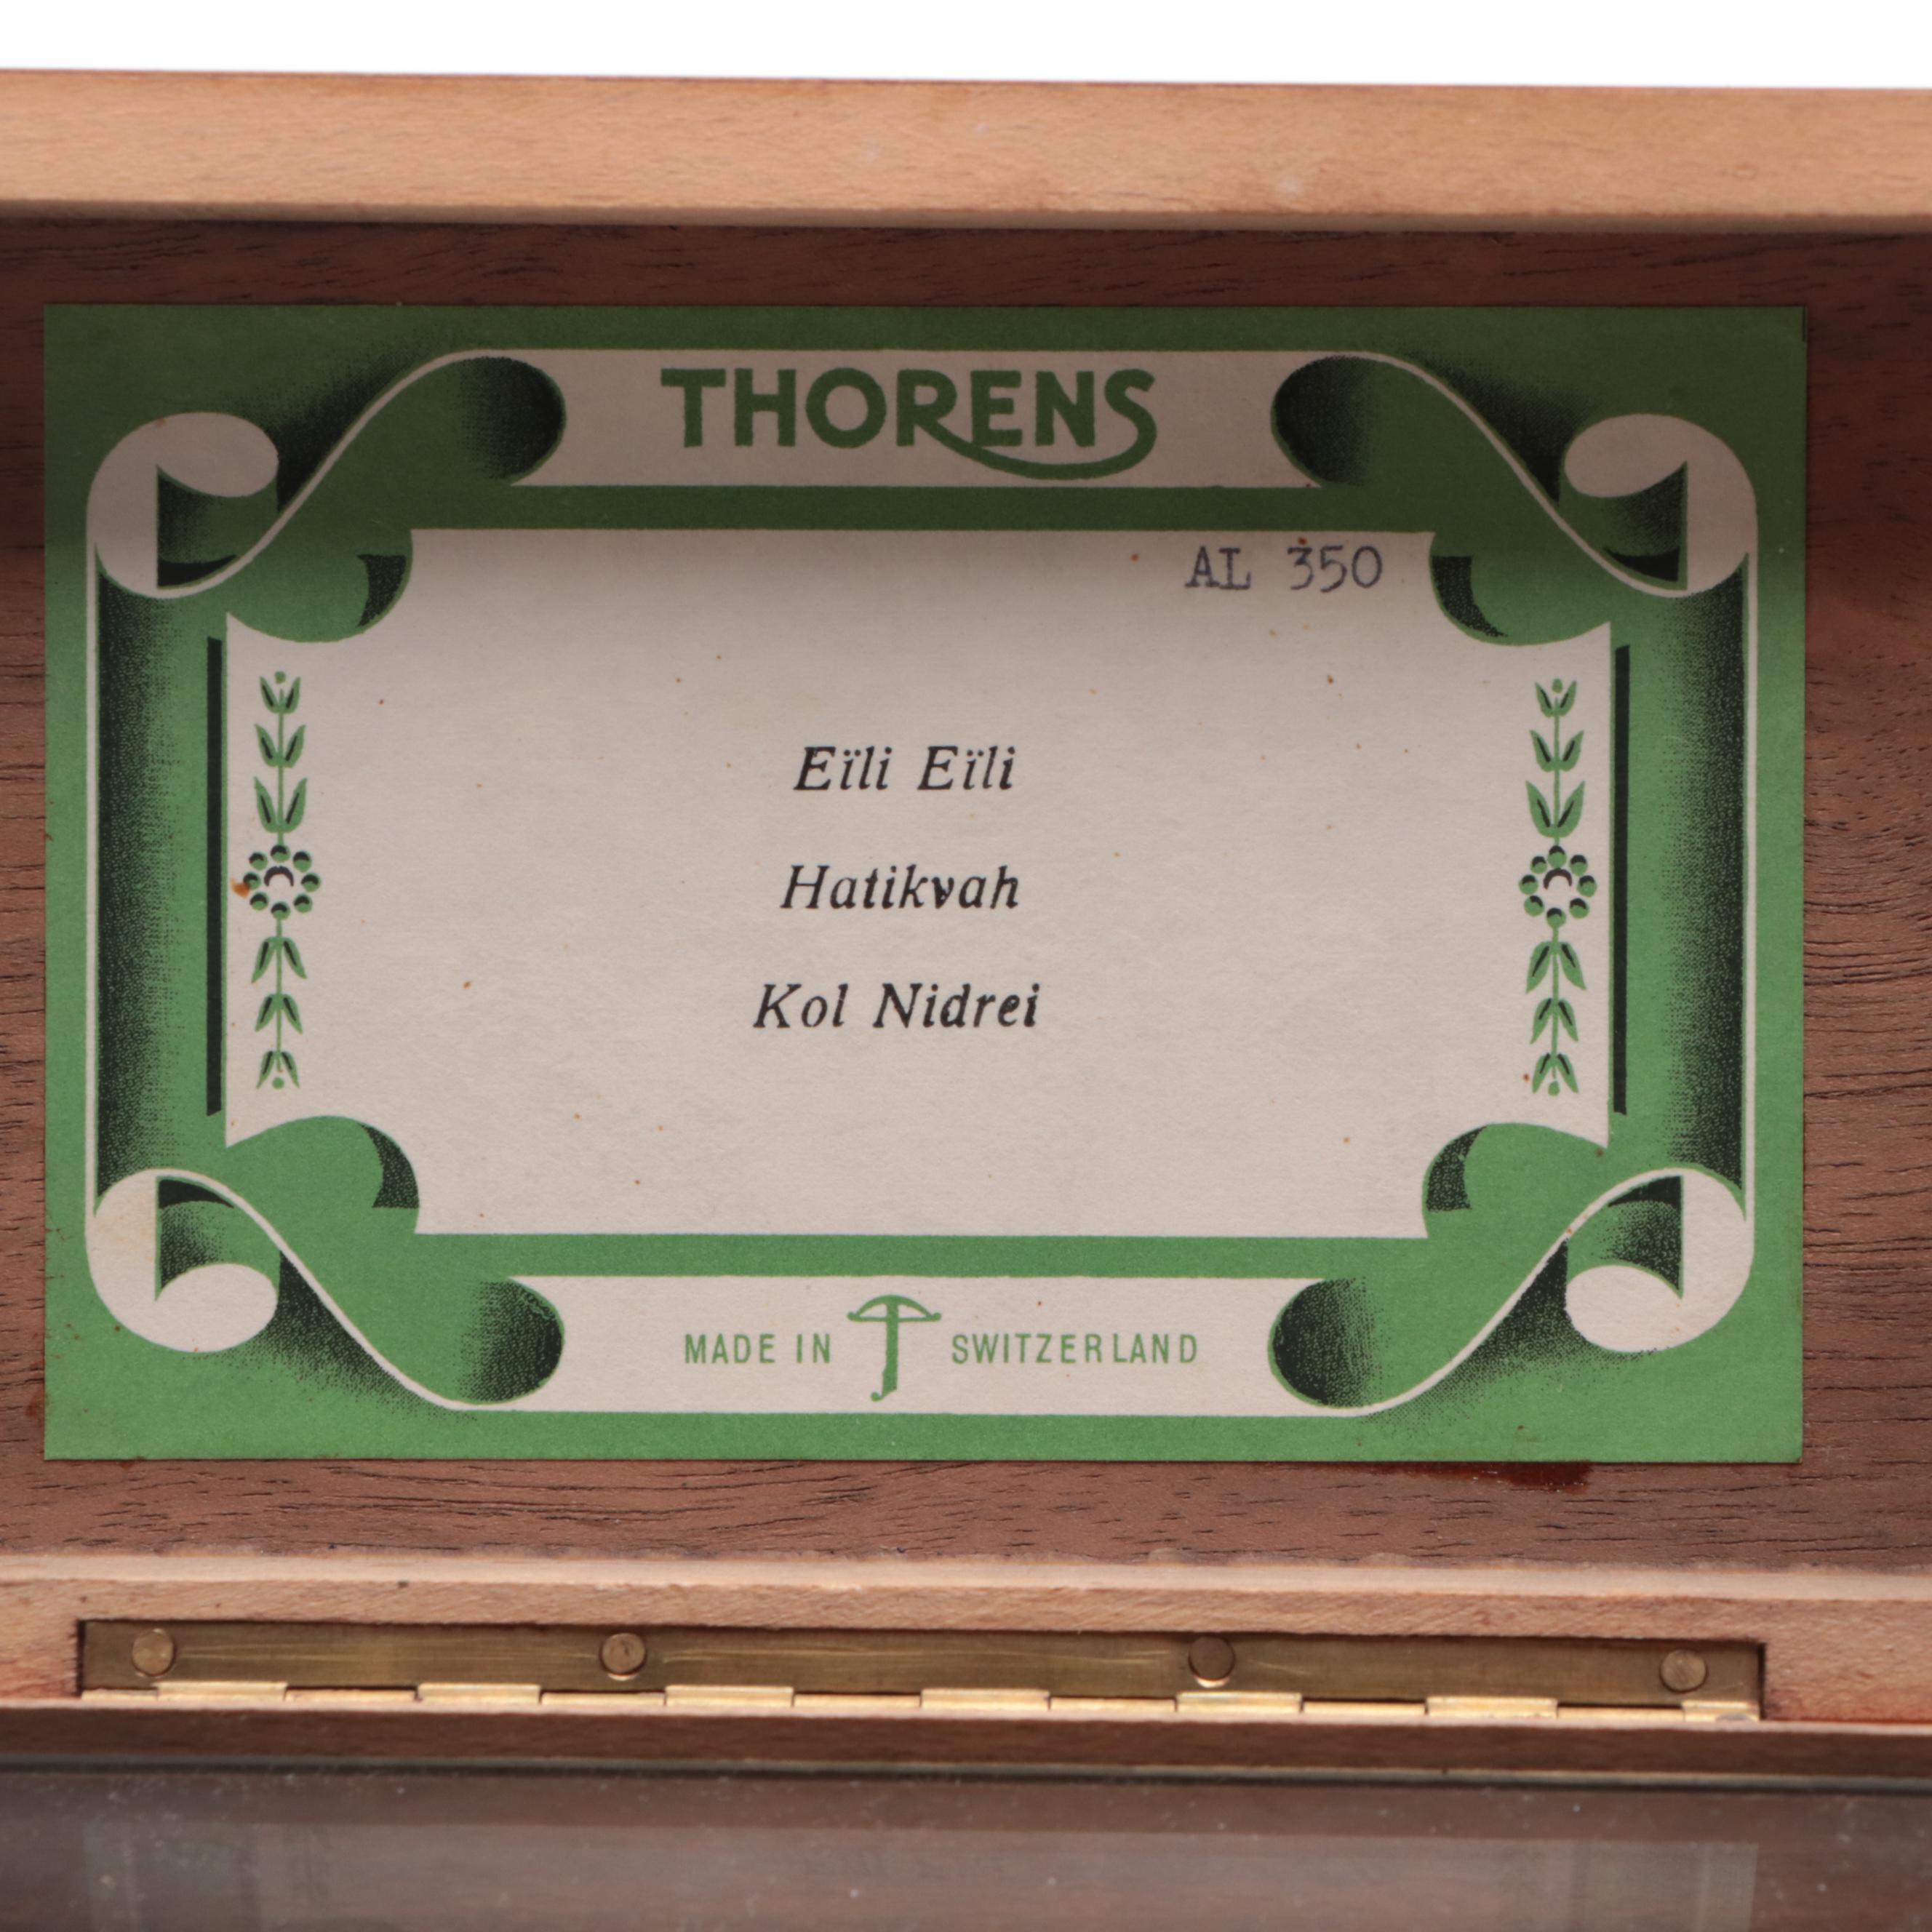 THORENS
AL 350
Eïli Eïli
Hatikvah
Kol Nidrei
MADE IN SWITZERLAND